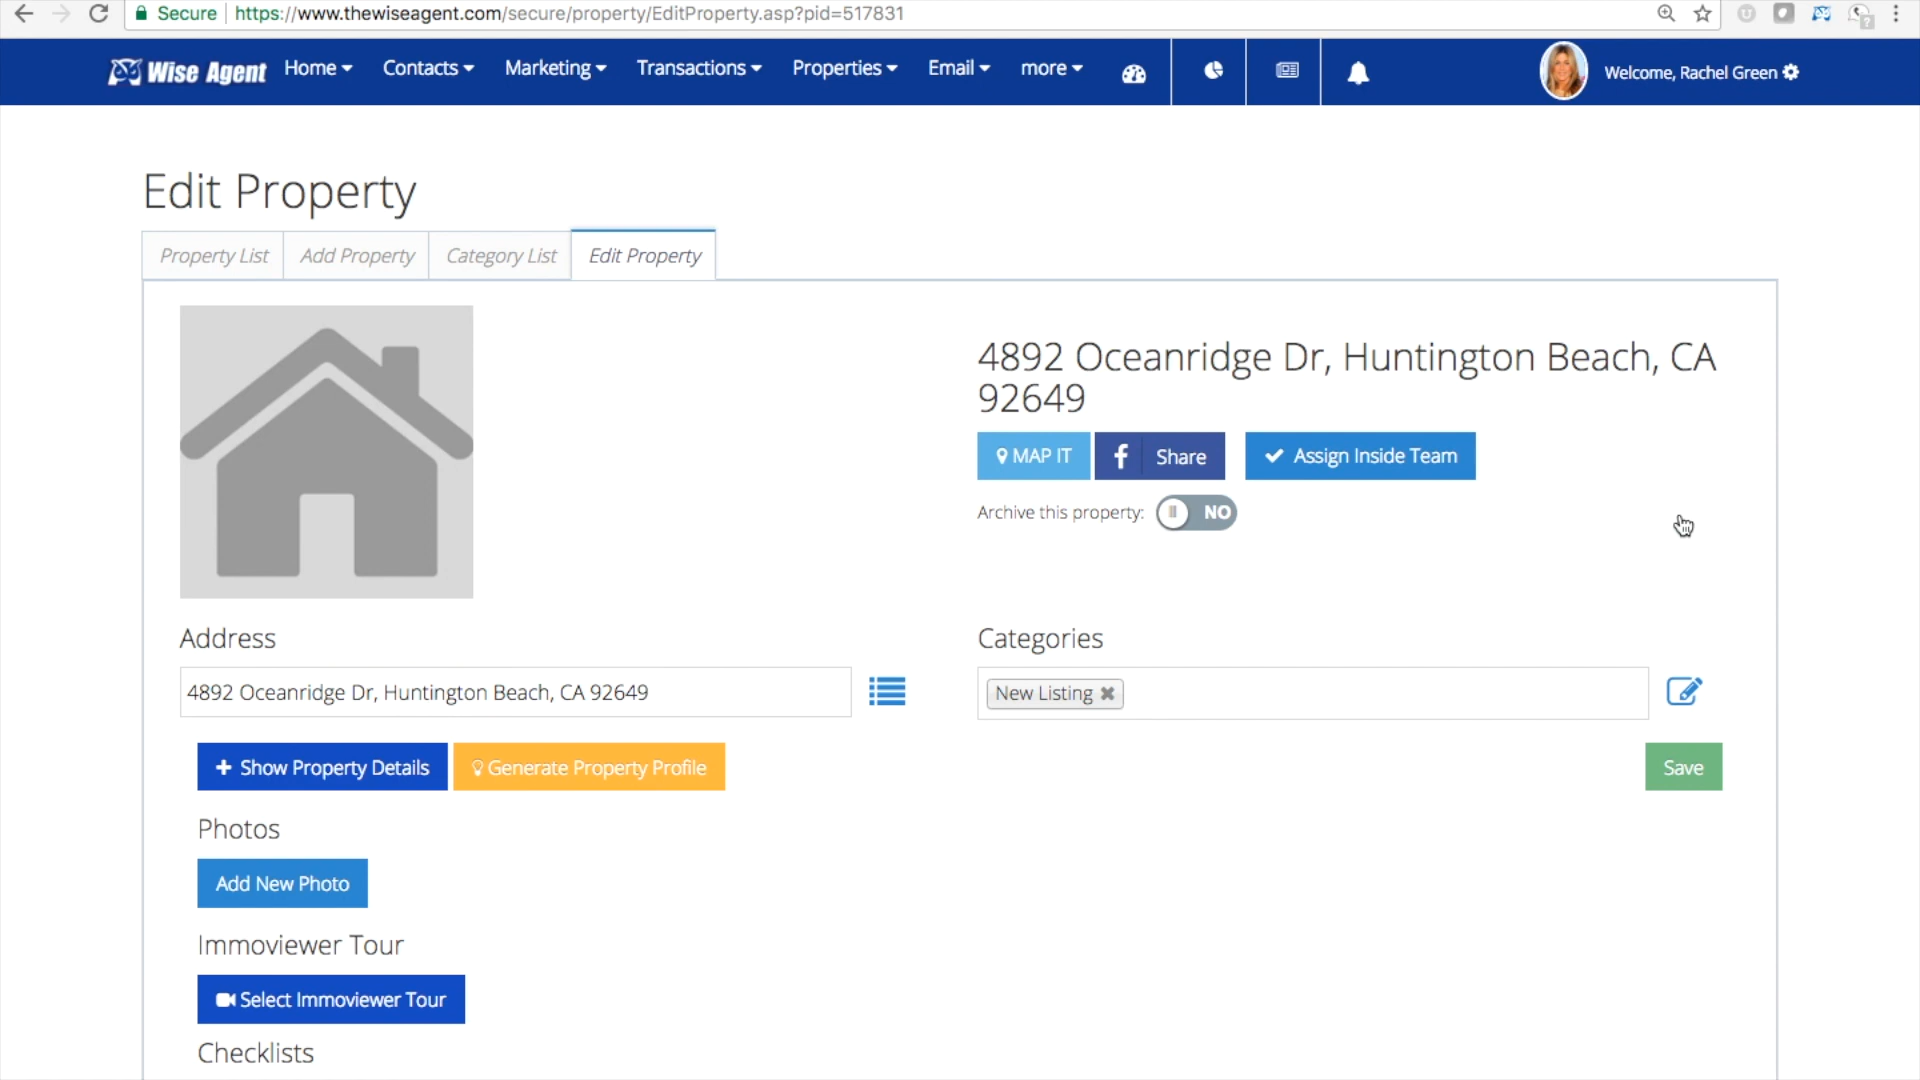 Secure https://www.thewiseagent.com/secure/property/EditProperty.asp?pid=517831
Wise Agent Home Contacts Marketing Transactions Properties Email more Welcome, Rachel Green
Edit Property
Property List Add Property Category List Edit Property
4892 Oceanridge Dr, Huntington Beach, CA
92649
MAP IT f Share Assign Inside Team
Archive this property: NO
Address Categories
4892 Oceanridge Dr, Huntington Beach, CA 92649 New Listing
Show Property Details Generate Property Profile Save
Photos
Add New Photo
Immoviewer Tour
Select Immoviewer Tour
Checklists